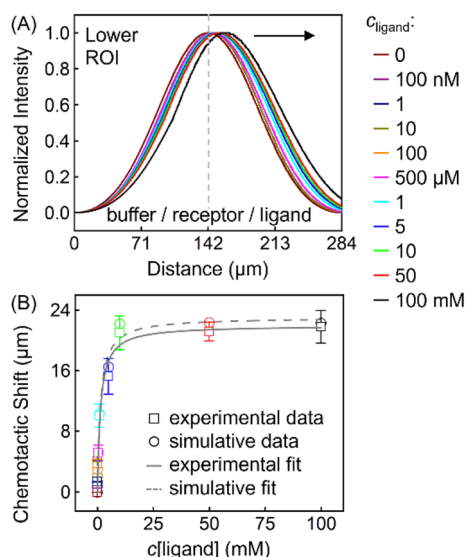 (A)
Lower
ROI
Normalized Intensity
1.0
0.8
0.6
0.4
0.2
0.0
buffer / receptor / ligand
0 71 142 213 284
Distance (µm)
c_ligand:
0
100 nM
1
10
100
500 µM
1
5
10
50
100 mM
(B)
Chemotactic Shift (µm)
24
16
8
0
experimental data
simulative data
experimental fit
simulative fit
0 25 50 75 100
c[ligand] (mM)